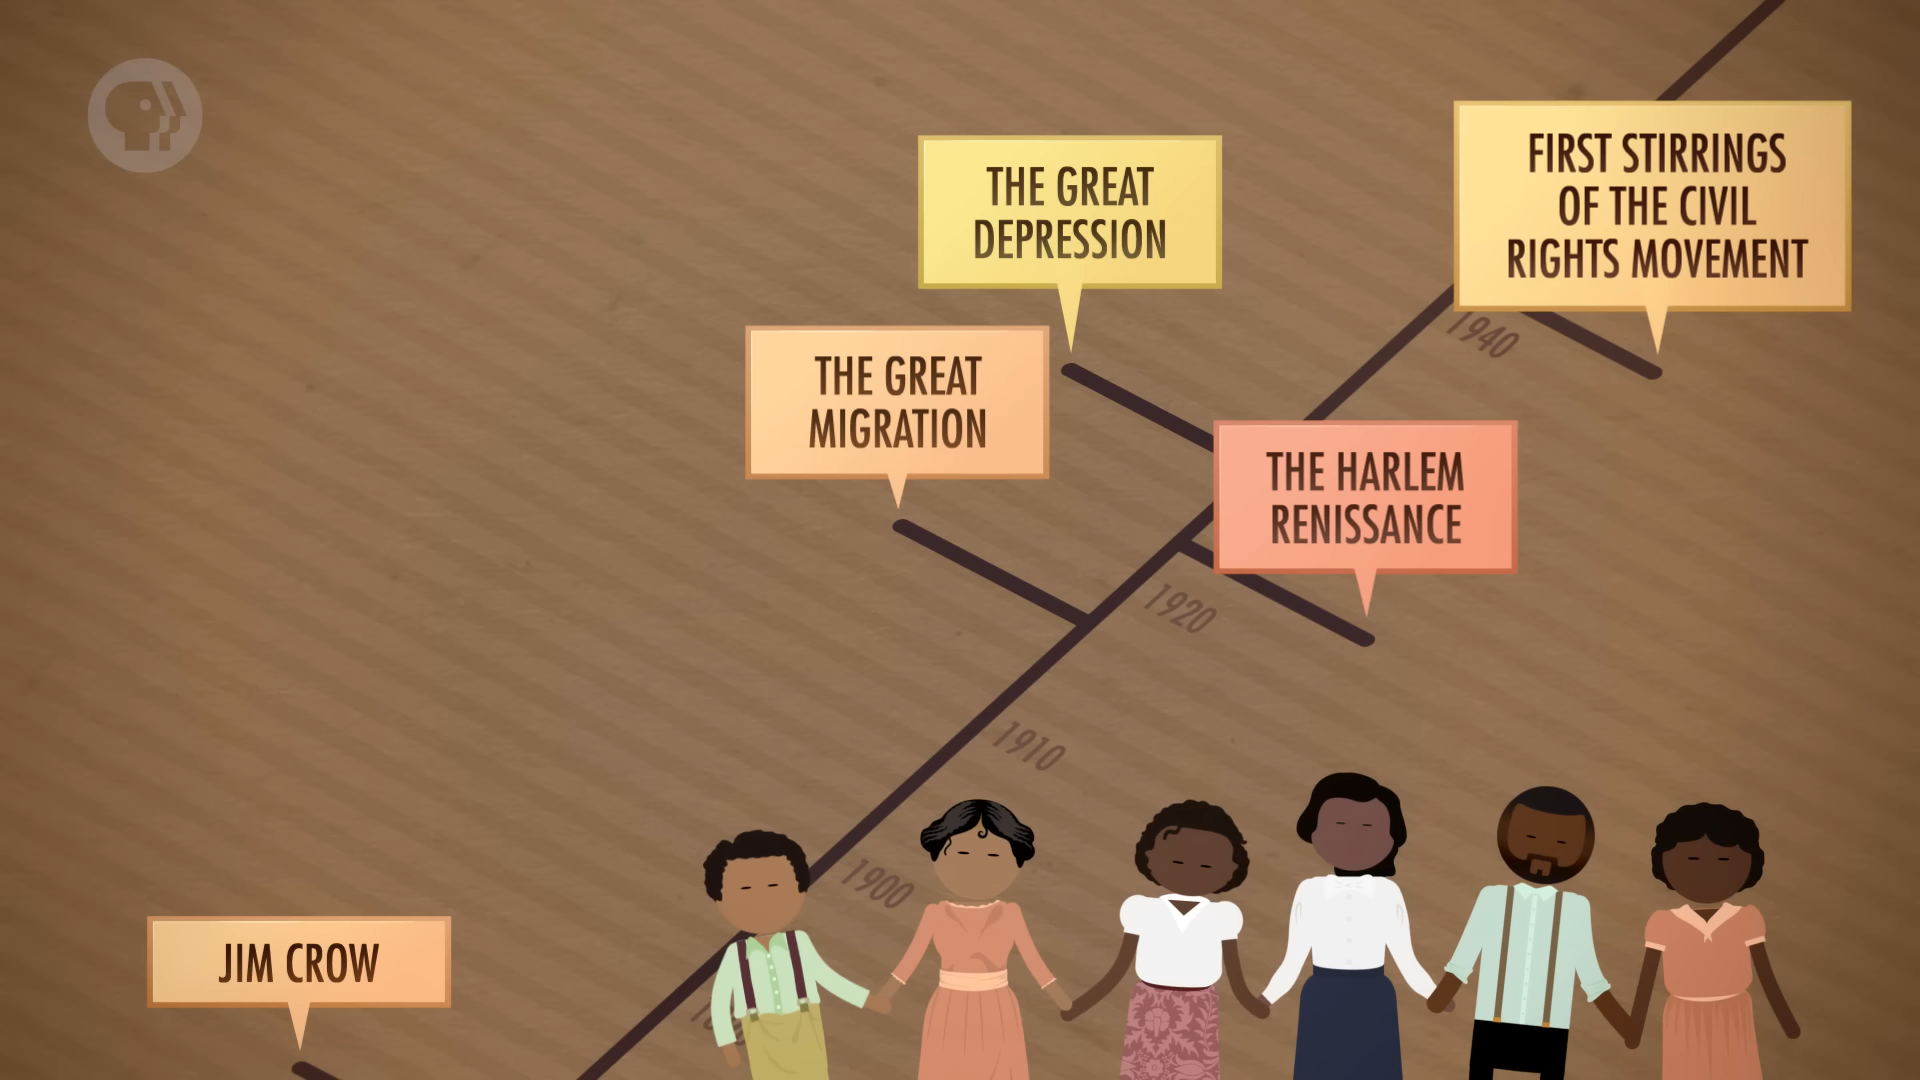 THE GREAT
DEPRESSION
FIRST STIRRINGS
OF THE CIVIL
RIGHTS MOVEMENT
1940
THE GREAT
MIGRATION
THE HARLEM
RENISSANCE
1920
1910
1900
JIM CROW